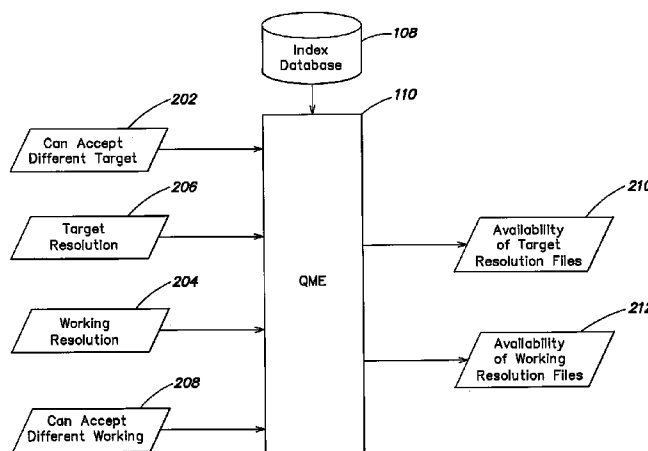 Index
Database
108
110
202
Can Accept
Different Target
206
Target
Resolution
210
Availability
of Target
Resolution Files
QME
204
Working
Resolution
212
Availability
of Working
Resolution Files
208
Can Accept
Different Working